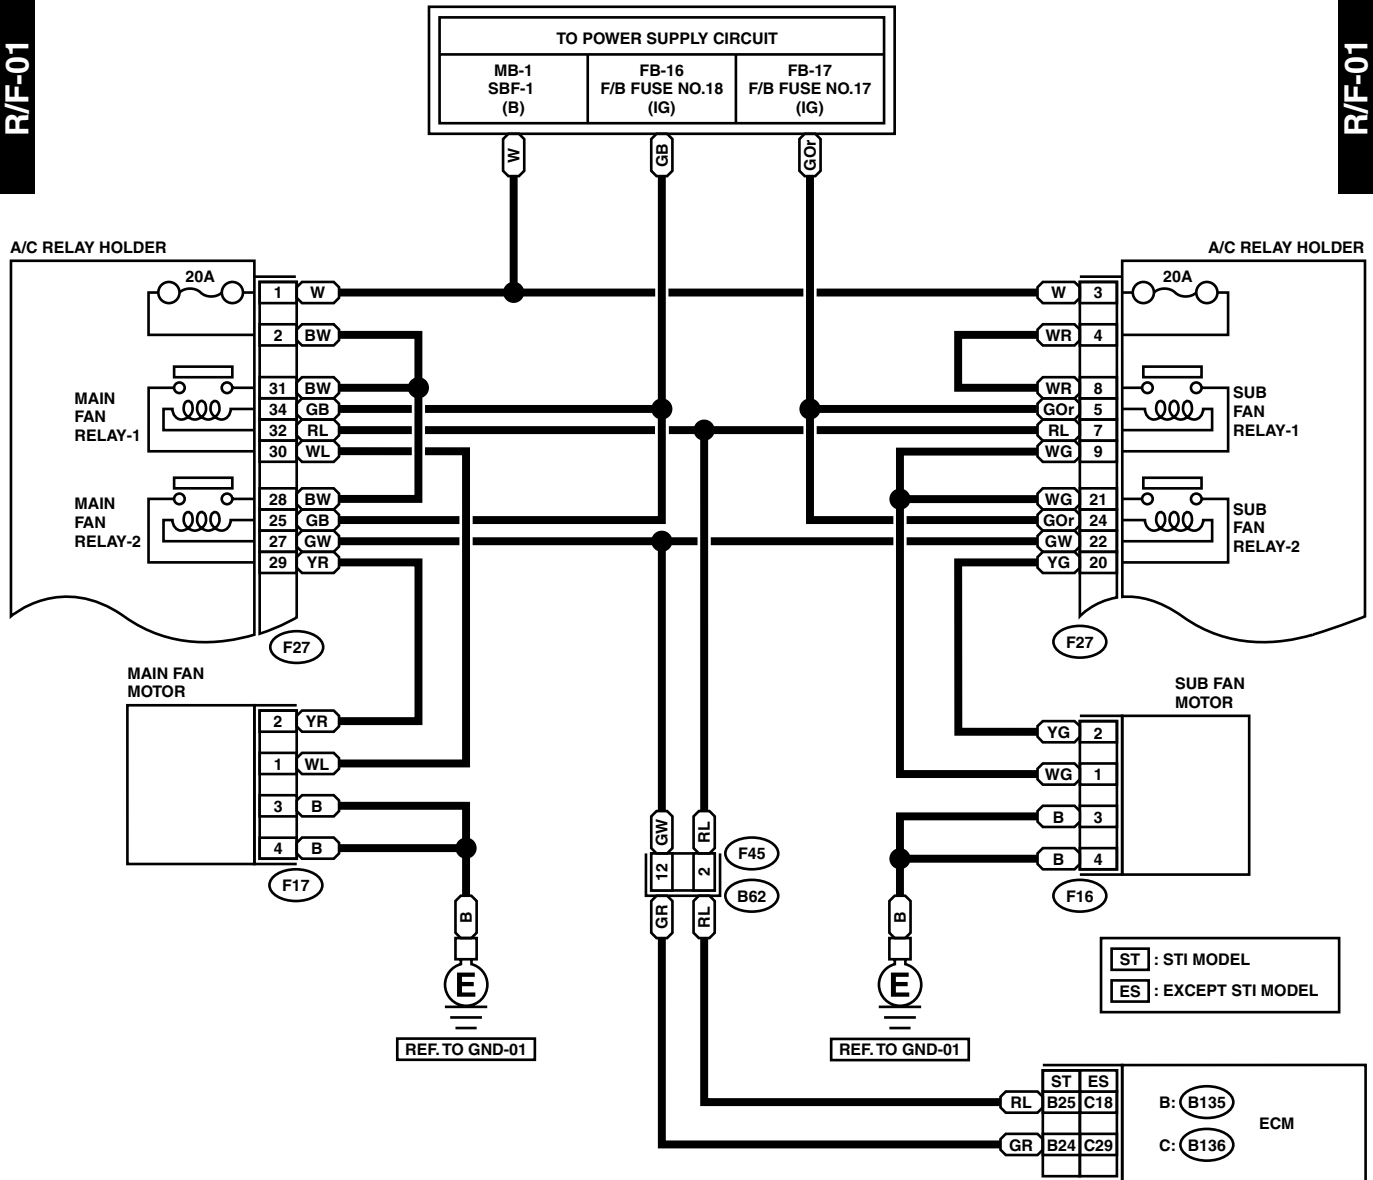 R/F-01
R/F-01
TO POWER SUPPLY CIRCUIT
MB-1
SBF-1
(B)
FB-16
F/B FUSE NO.18
(IG)
FB-17
F/B FUSE NO.17
(IG)
W
GB
GOr
A/C RELAY HOLDER
20A
1 W
2 BW
MAIN
FAN
RELAY-1
31 BW
34 GB
32 RL
30 WL
MAIN
FAN
RELAY-2
28 BW
25 GB
27 GW
29 YR
F27
A/C RELAY HOLDER
20A
W 3
WR 4
WR 8
GOr 5
RL 7
WG 9
SUB
FAN
RELAY-1
WG 21
GOr 24
GW 22
YG 20
SUB
FAN
RELAY-2
F27
MAIN FAN
MOTOR
2 YR
1 WL
3 B
4 B
F17
B
E
REF. TO GND-01
GW RL
12 2
F45
B62
GR RL
SUB FAN
MOTOR
YG 2
WG 1
B 3
B 4
F16
B
E
REF. TO GND-01
ST : STI MODEL
ES : EXCEPT STI MODEL
ST ES
RL B25 C18
GR B24 C29
B: B135
C: B136
ECM